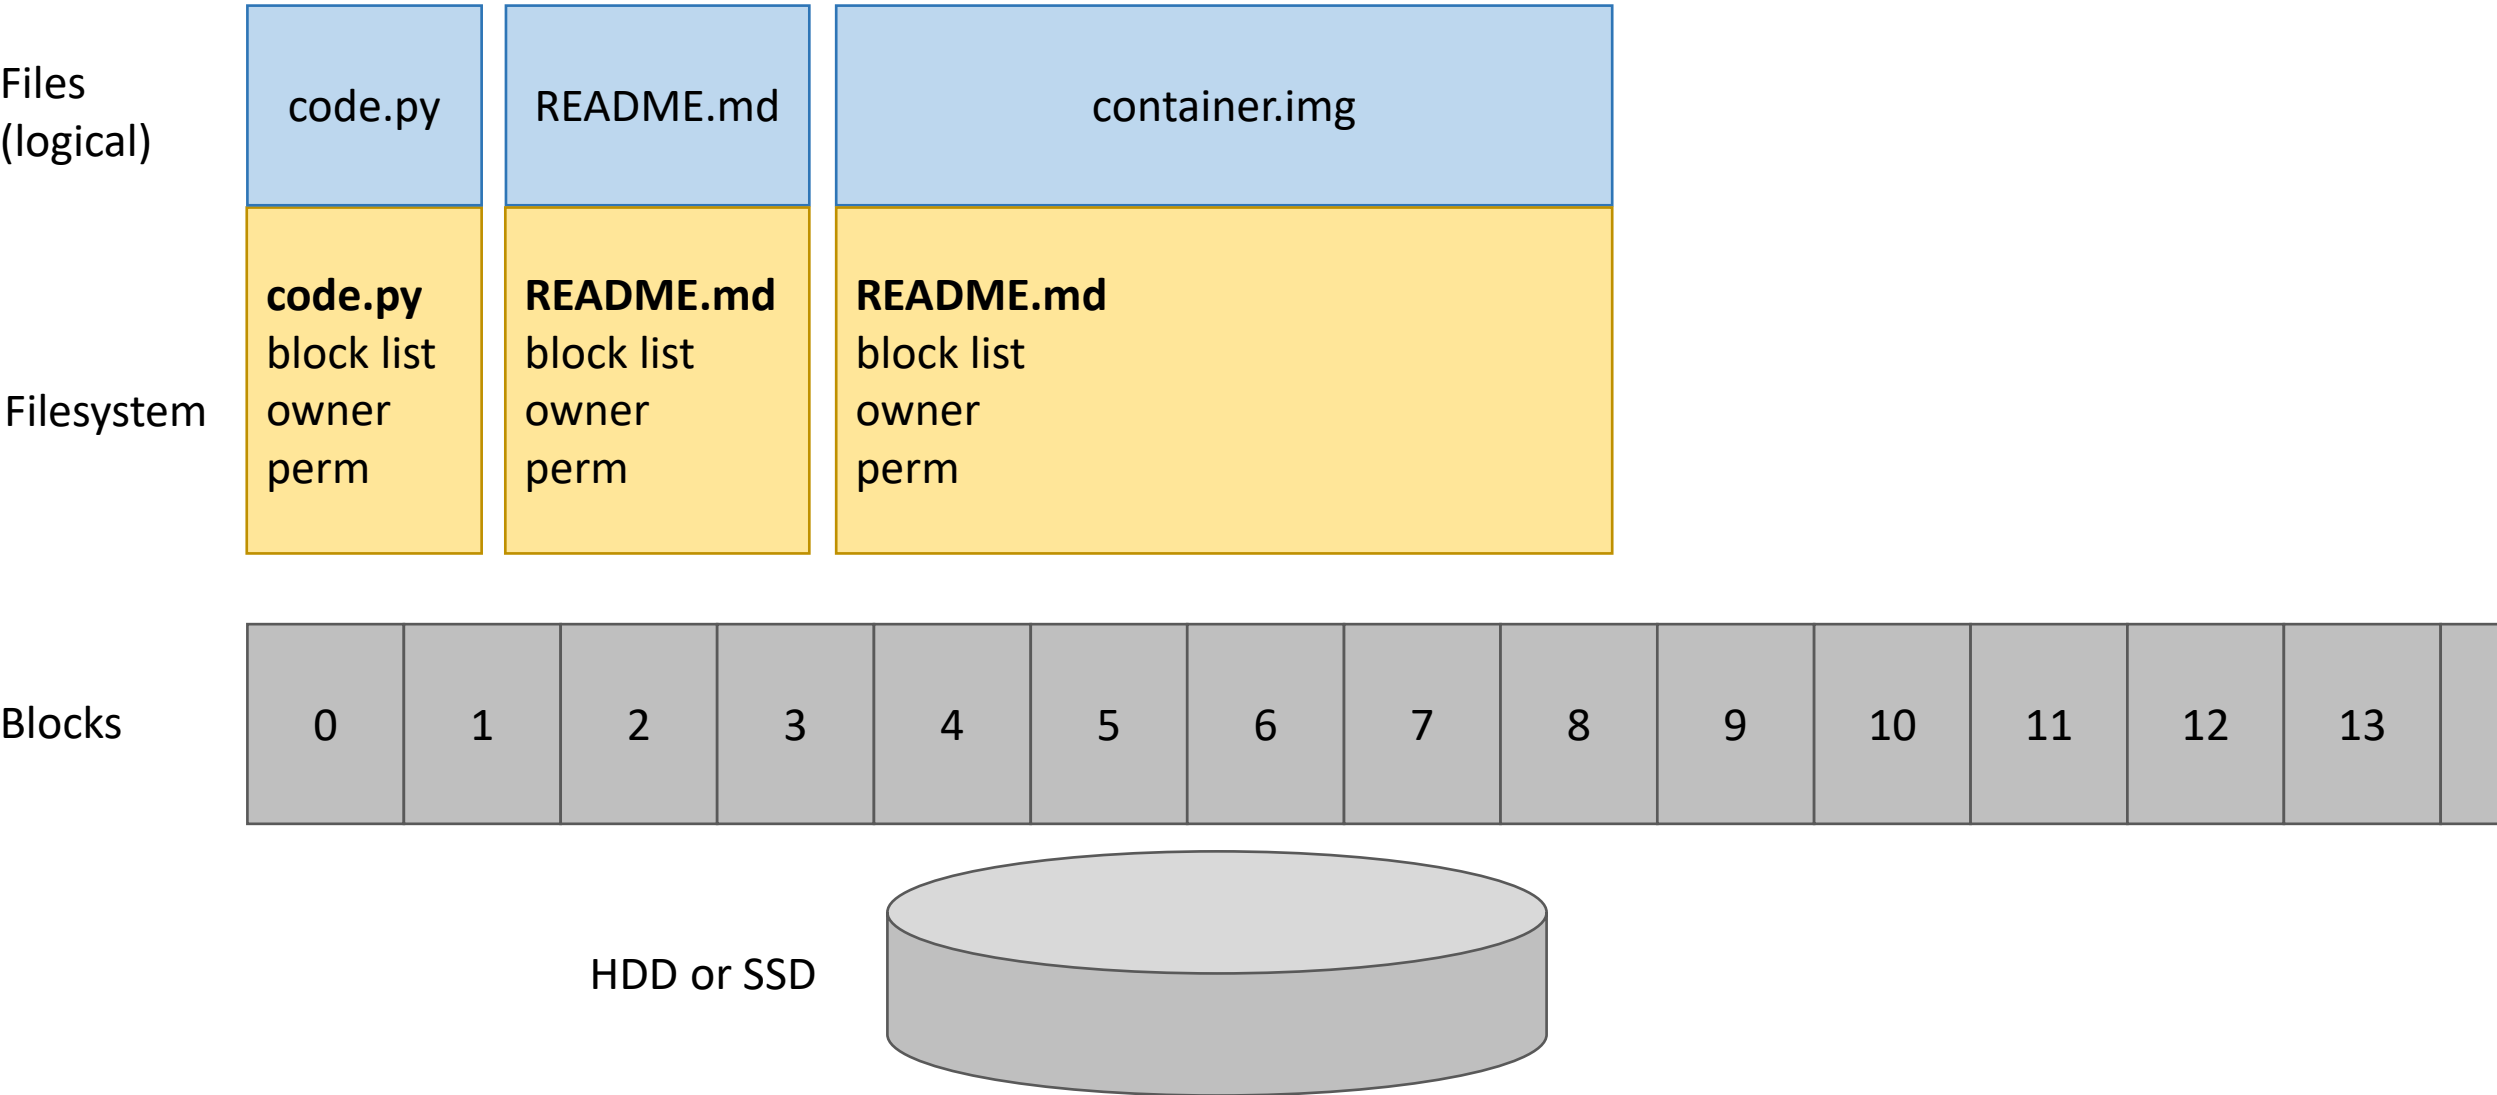 Files
(logical)
code.py
README.md
container.img
Filesystem
code.py
block list
owner
perm
README.md
block list
owner
perm
README.md
block list
owner
perm
Blocks
0
1
2
3
4
5
6
7
8
9
10
11
12
13
HDD or SSD